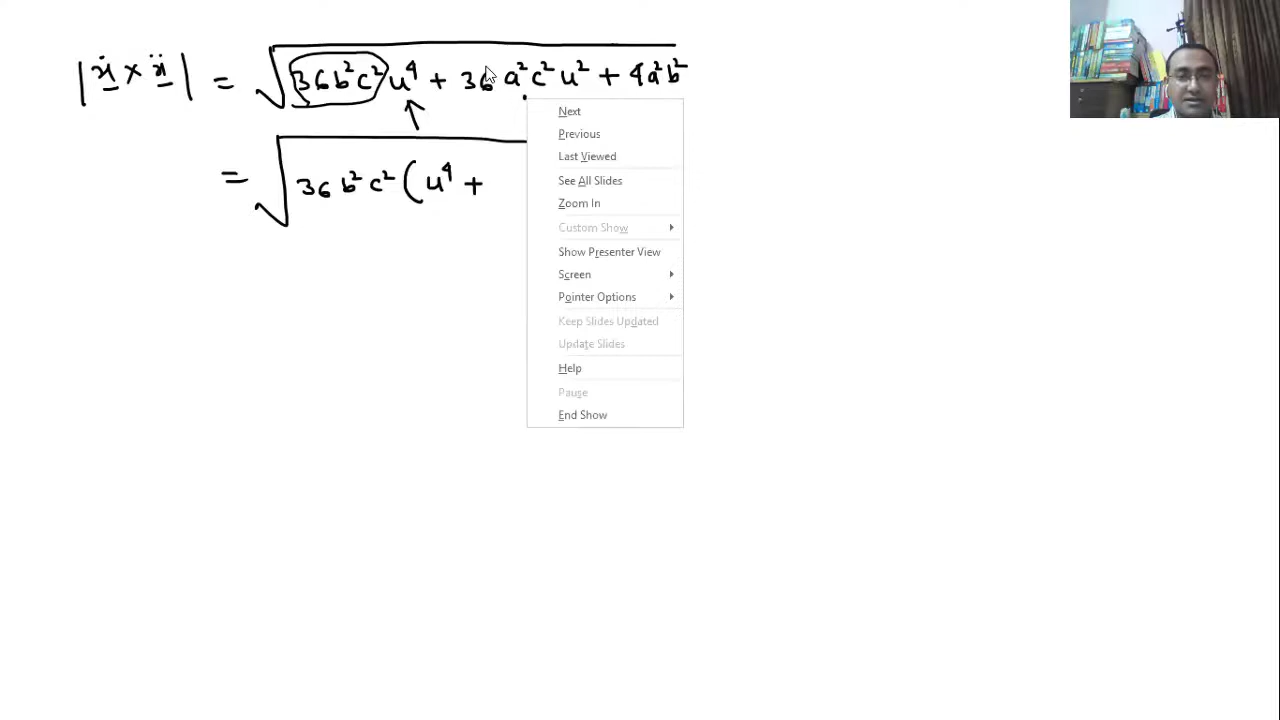 |ẋ × ẍ| = √(36b²c²u⁴ + 36a²c²u² + 4a²b²)
= √(36b²c²(u⁴ +
Next
Previous
Last Viewed
See All Slides
Zoom In
Custom Show
Show Presenter View
Screen
Pointer Options
Keep Slides Updated
Update Slides
Help
Pause
End Show